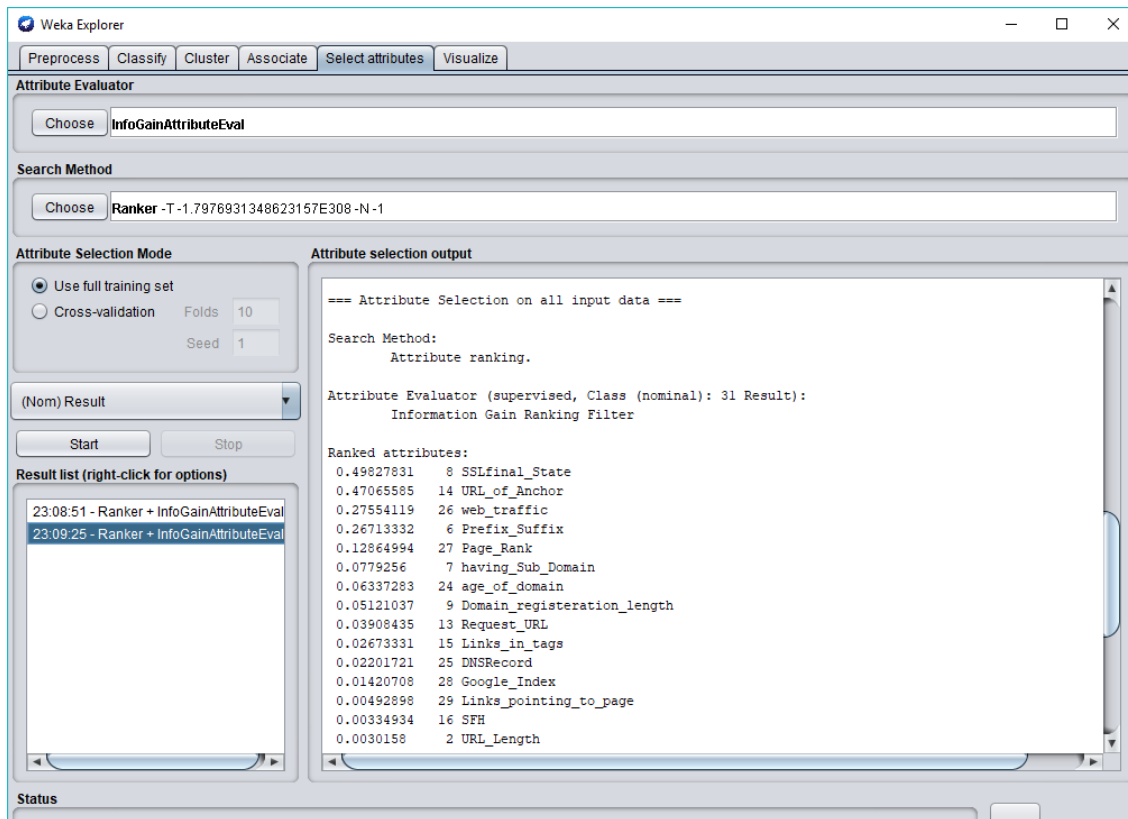 Weka Explorer
Preprocess Classify Cluster Associate Select attributes Visualize
Attribute Evaluator
Choose InfoGainAttributeEval
Search Method
Choose Ranker -T -1.7976931348623157E308 -N -1
Attribute Selection Mode
Use full training set
Cross-validation Folds 10
Seed 1
(Nom) Result
Start Stop
Result list (right-click for options)
23:08:51 - Ranker + InfoGainAttributeEval
23:09:25 - Ranker + InfoGainAttributeEval
Attribute selection output
=== Attribute Selection on all input data ===
Search Method:
Attribute ranking.
Attribute Evaluator (supervised, Class (nominal): 31 Result):
Information Gain Ranking Filter
Ranked attributes:
0.49827831 8 SSLfinal_State
0.47065585 14 URL_of_Anchor
0.27554119 26 web_traffic
0.26713332 6 Prefix_Suffix
0.12864994 27 Page_Rank
0.0779256 7 having_Sub_Domain
0.06337283 24 age_of_domain
0.05121037 9 Domain_registeration_length
0.03908435 13 Request_URL
0.02673331 15 Links_in_tags
0.02201721 25 DNSRecord
0.01420708 28 Google_Index
0.00492898 29 Links_pointing_to_page
0.00334934 16 SFH
0.0030158 2 URL_Length
Status